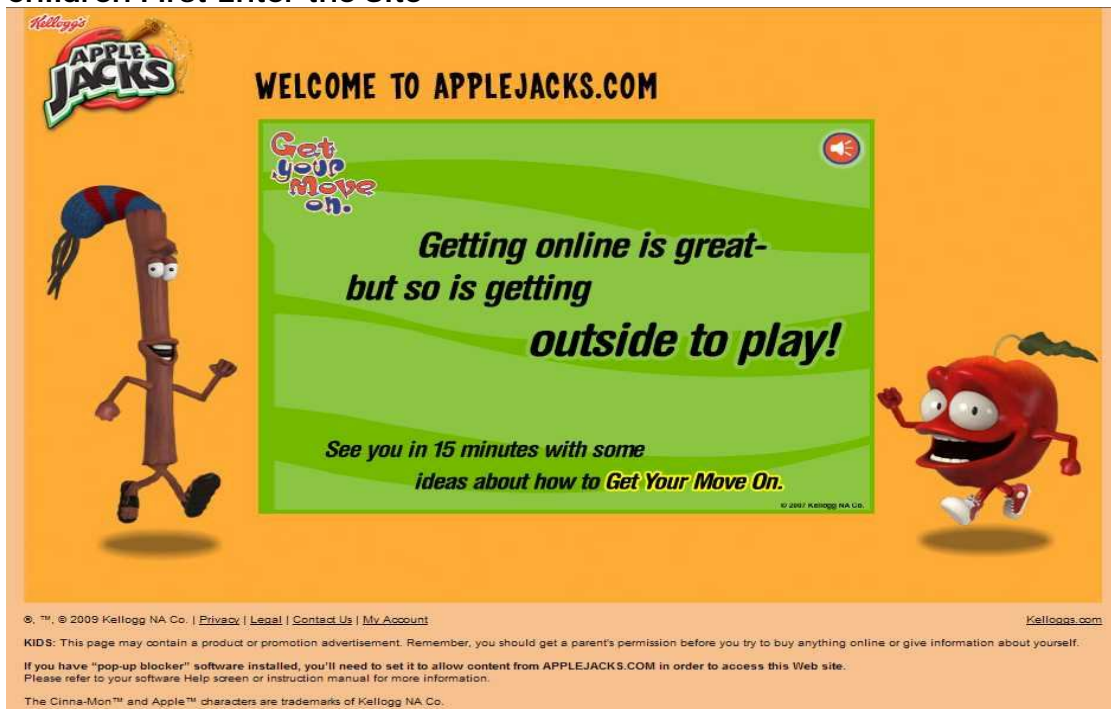 Children First Enter the Site
Kellogg's
APPLE
JACKS
™
WELCOME TO APPLEJACKS.COM
Get
your
Move
on.
Getting online is great-
but so is getting
outside to play!
See you in 15 minutes with some
ideas about how to Get Your Move On.
© 2007 Kellogg NA Co.
®, ™, © 2009 Kellogg NA Co. | Privacy | Legal | Contact Us | My Account
Kelloggs.com
KIDS: This page may contain a product or promotion advertisement. Remember, you should get a parent's permission before you try to buy anything online or give information about yourself.
If you have "pop-up blocker" software installed, you'll need to set it to allow content from APPLEJACKS.COM in order to access this Web site.
Please refer to your software Help screen or instruction manual for more information.
The Cinna-Mon™ and Apple™ characters are trademarks of Kellogg NA Co.